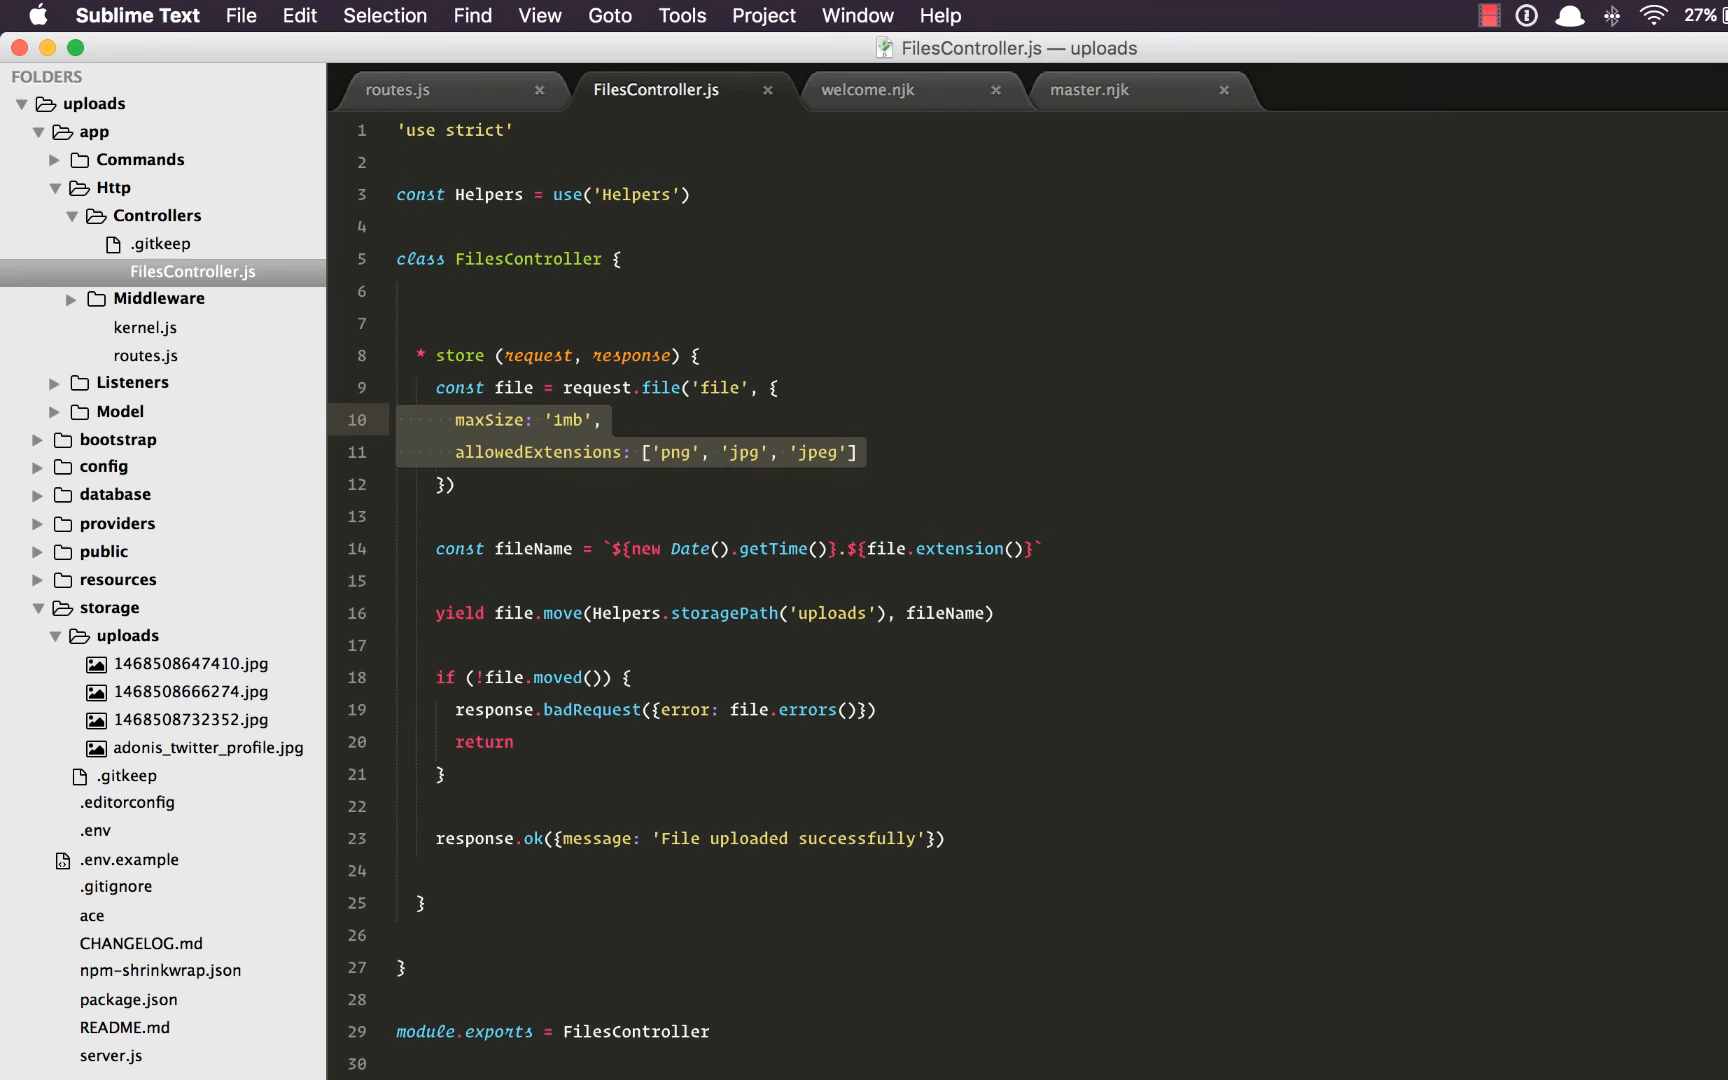 Sublime Text File Edit Selection Find View Goto Tools Project Window Help 27%
FilesController.js — uploads
FOLDERS
uploads
app
Commands
Http
Controllers
.gitkeep
FilesController.js
Middleware
kernel.js
routes.js
Listeners
Model
bootstrap
config
database
providers
public
resources
storage
uploads
1468508647410.jpg
1468508666274.jpg
1468508732352.jpg
adonis_twitter_profile.jpg
.gitkeep
.editorconfig
.env
.env.example
.gitignore
ace
CHANGELOG.md
npm-shrinkwrap.json
package.json
README.md
server.js
routes.js × FilesController.js × welcome.njk × master.njk ×
1 'use strict'
2
3 const Helpers = use('Helpers')
4
5 class FilesController {
6
7
8 * store (request, response) {
9 const file = request.file('file', {
10 maxSize: '1mb',
11 allowedExtensions: ['png', 'jpg', 'jpeg']
12 })
13
14 const fileName = `${new Date().getTime()}.${file.extension()}`
15
16 yield file.move(Helpers.storagePath('uploads'), fileName)
17
18 if (!file.moved()) {
19 response.badRequest({error: file.errors()})
20 return
21 }
22
23 response.ok({message: 'File uploaded successfully'})
24
25 }
26
27 }
28
29 module.exports = FilesController
30